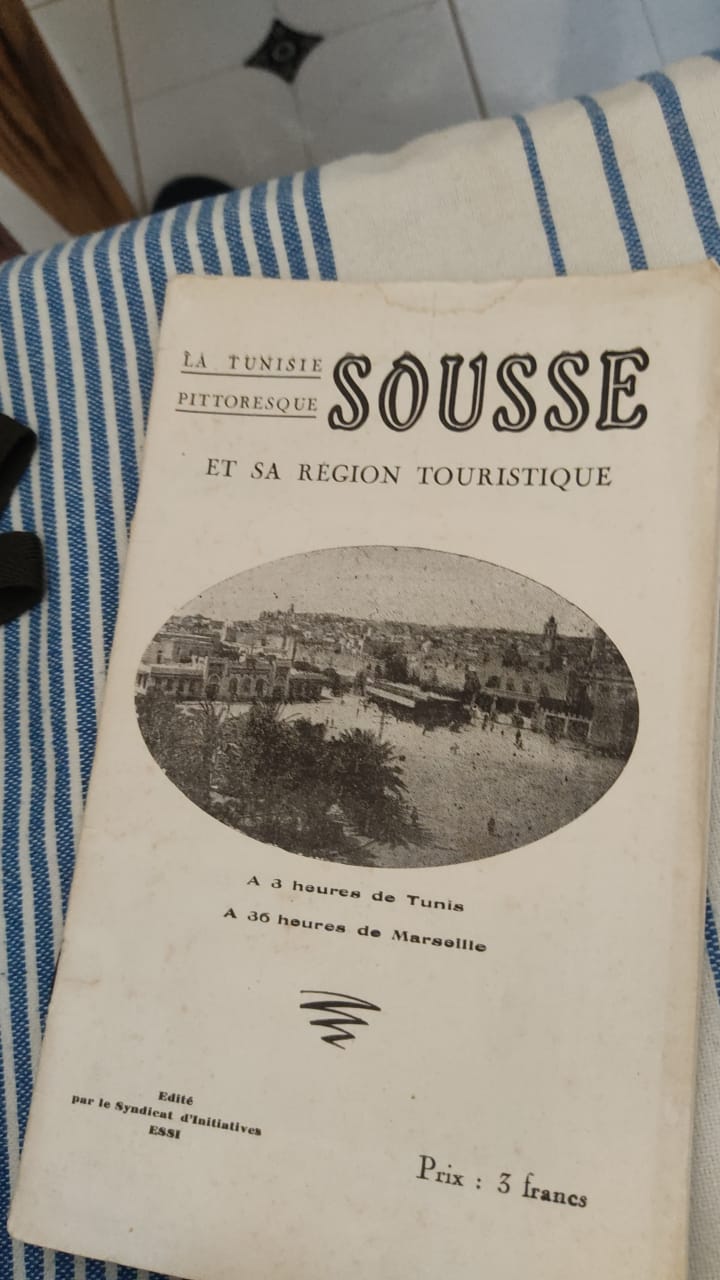 LA TUNISIE
PITTORESQUE
SOUSSE
ET SA RÉGION TOURISTIQUE
A 3 heures de Tunis
A 36 heures de Marseille
Edité
par le Syndicat d'Initiatives
ESSI
Prix : 3 francs